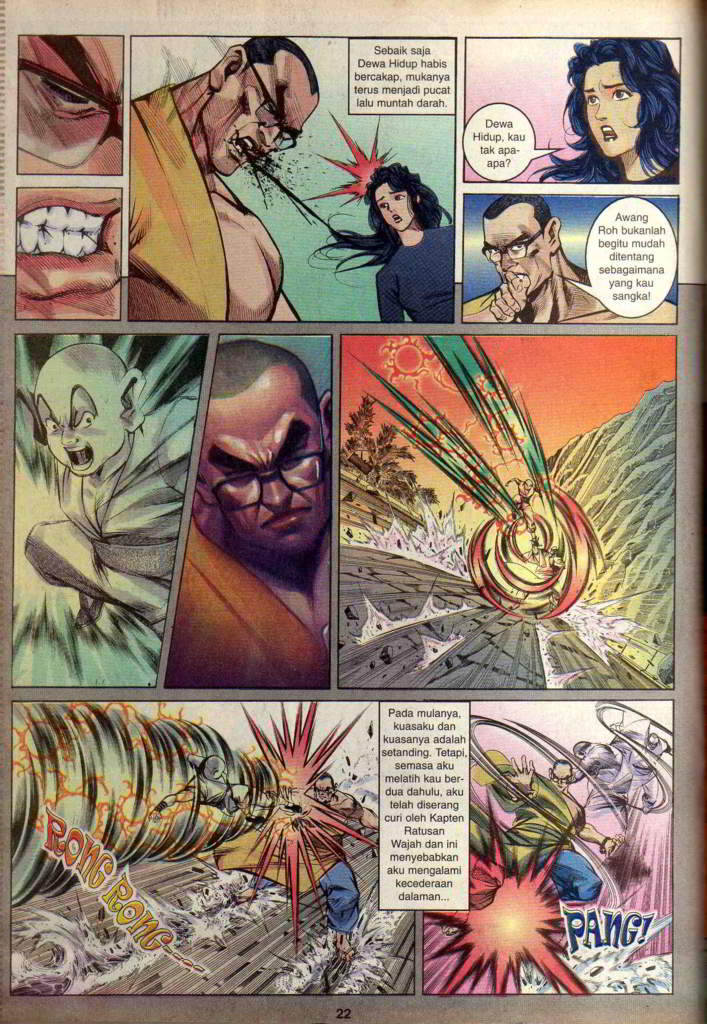 Sebaik saja
Dewa Hidup habis
bercakap, mukanya
terus menjadi pucat
lalu muntah darah.
Dewa
Hidup, kau
tak apa-
apa?
Awang
Roh bukanlah
begitu mudah
ditentang
sebagaimana
yang kau
sangka!
RONG RONG...
Pada mulanya,
kuasaku dan
kuasanya adalah
setanding. Tetapi,
semasa aku
melatih kau ber-
dua dahulu, aku
telah diserang
curi oleh Kapten
Ratusan
Wajah dan ini
menyebabkan
aku mengalami
kecederaan
dalaman...
PANG!
22